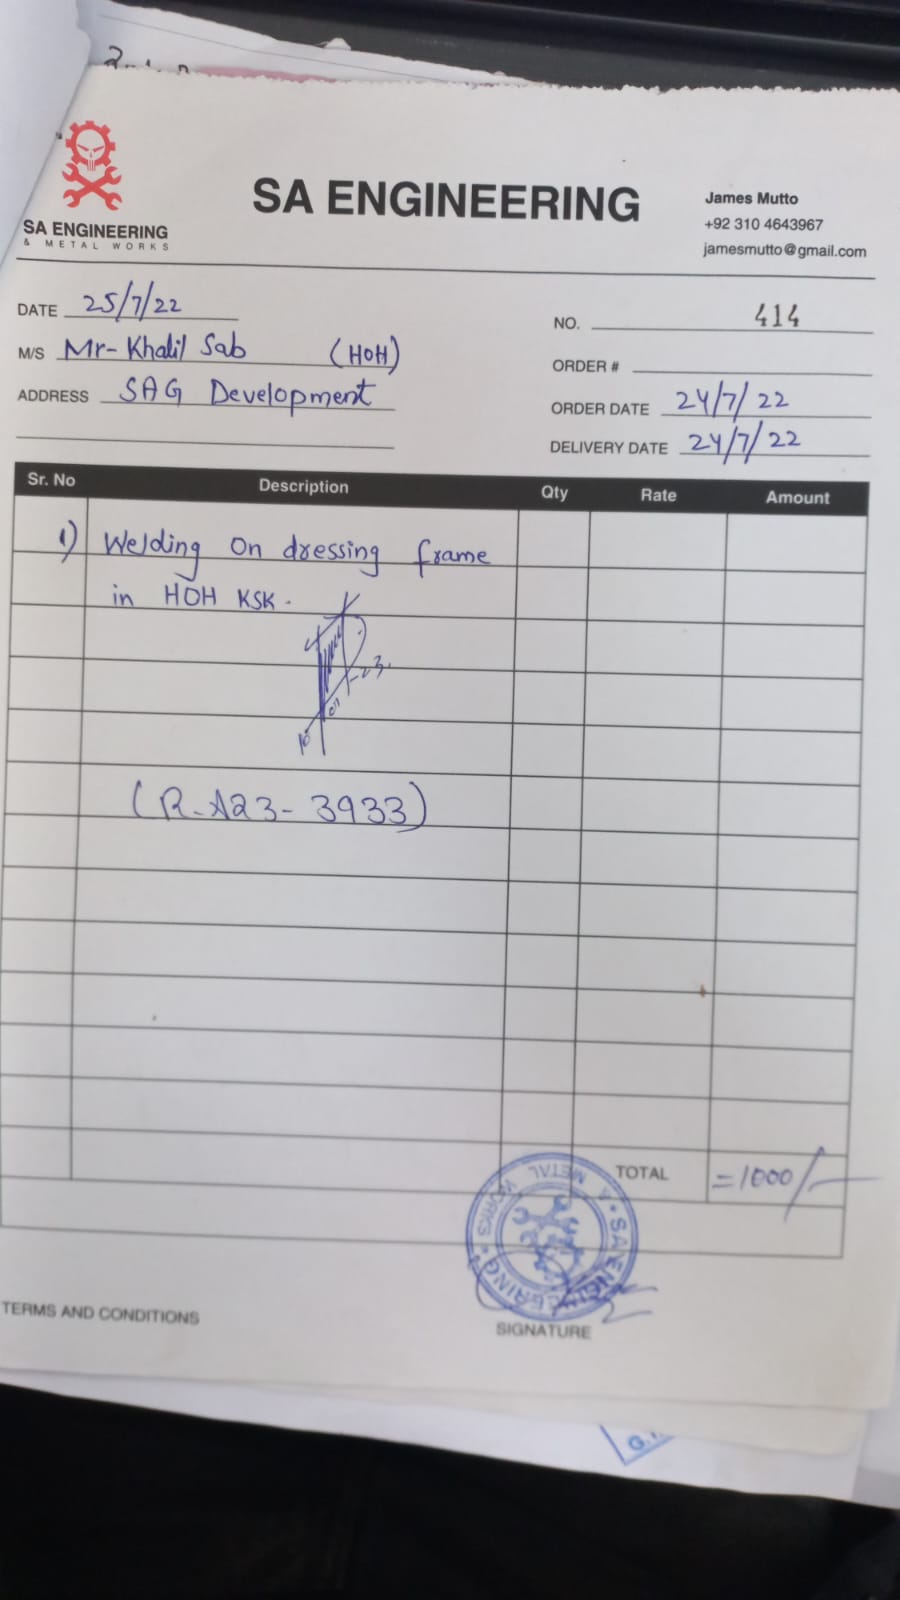 SA ENGINEERING
& METAL WORKS
SA ENGINEERING
James Mutto
+92 310 4643967
jamesmutto@gmail.com
DATE 25/7/22
NO. 414
M/S Mr-Khalil Sab (HOH)
ORDER #
ADDRESS SAG Development
ORDER DATE 24/7/22
DELIVERY DATE 24/7/22
Sr. No Description Qty Rate Amount
1) Welding On dressing frame
in HOH KSK.
(R-A23-3933)
TOTAL =1000/-
SA ENGINEERING & METAL WORKS
TERMS AND CONDITIONS
SIGNATURE